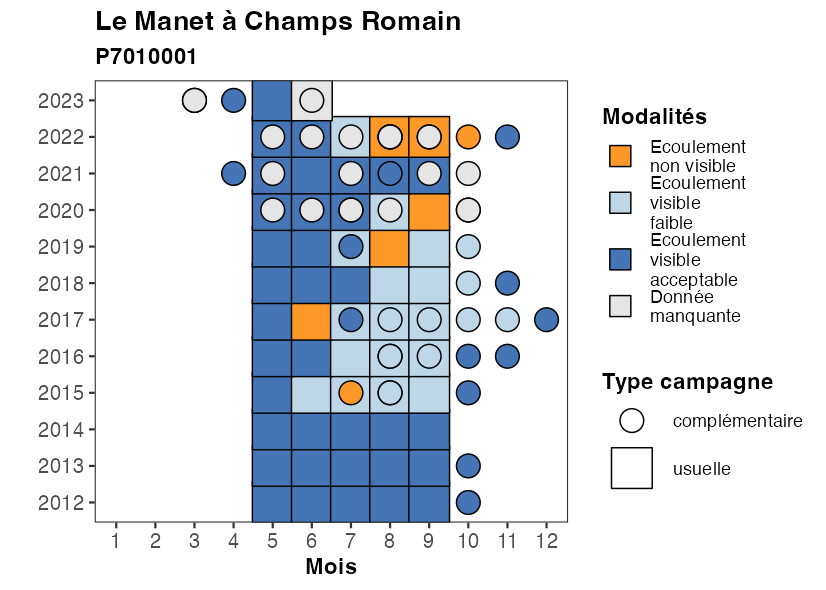 Le Manet à Champs Romain
P7010001
2023
2022
2021
2020
2019
2018
2017
2016
2015
2014
2013
2012
1 2 3 4 5 6 7 8 9 10 11 12
Mois
Modalités
Ecoulement
non visible
Ecoulement
visible
faible
Ecoulement
visible
acceptable
Donnée
manquante
Type campagne
complémentaire
usuelle